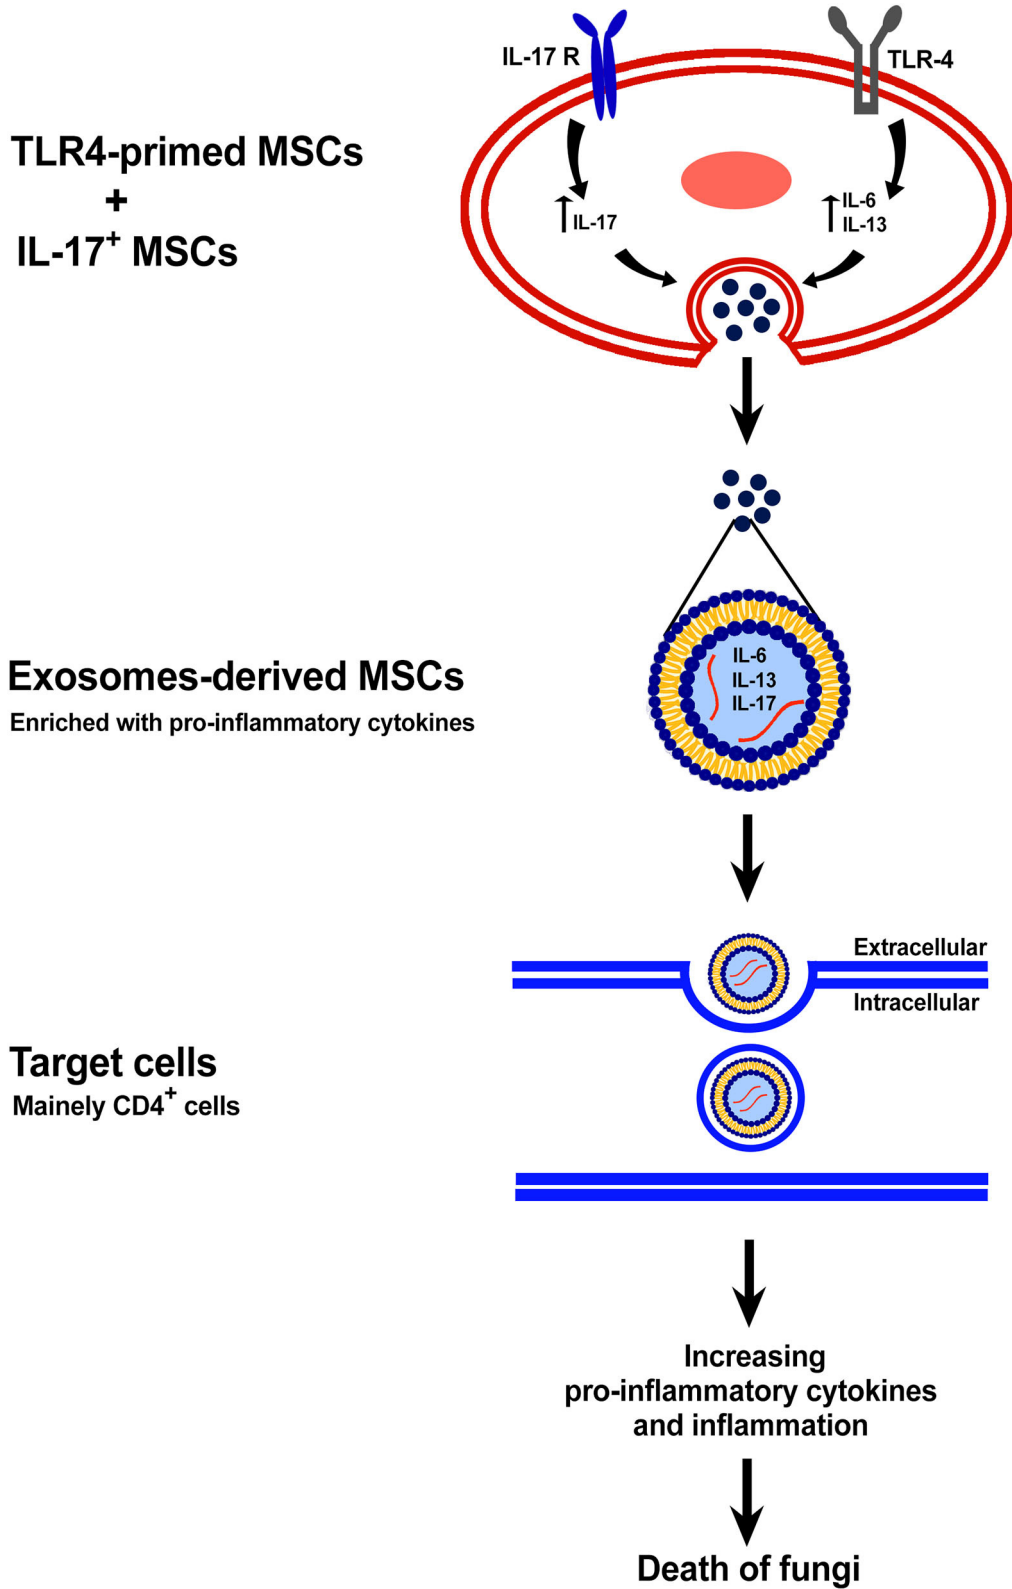 IL-17 R
TLR-4
TLR4-primed MSCs
+
IL-17⁺ MSCs
IL-17
IL-6
IL-13
Exosomes-derived MSCs
Enriched with pro-inflammatory cytokines
IL-6
IL-13
IL-17
Extracellular
Intracellular
Target cells
Mainely CD4⁺ cells
Increasing
pro-inflammatory cytokines
and inflammation
Death of fungi